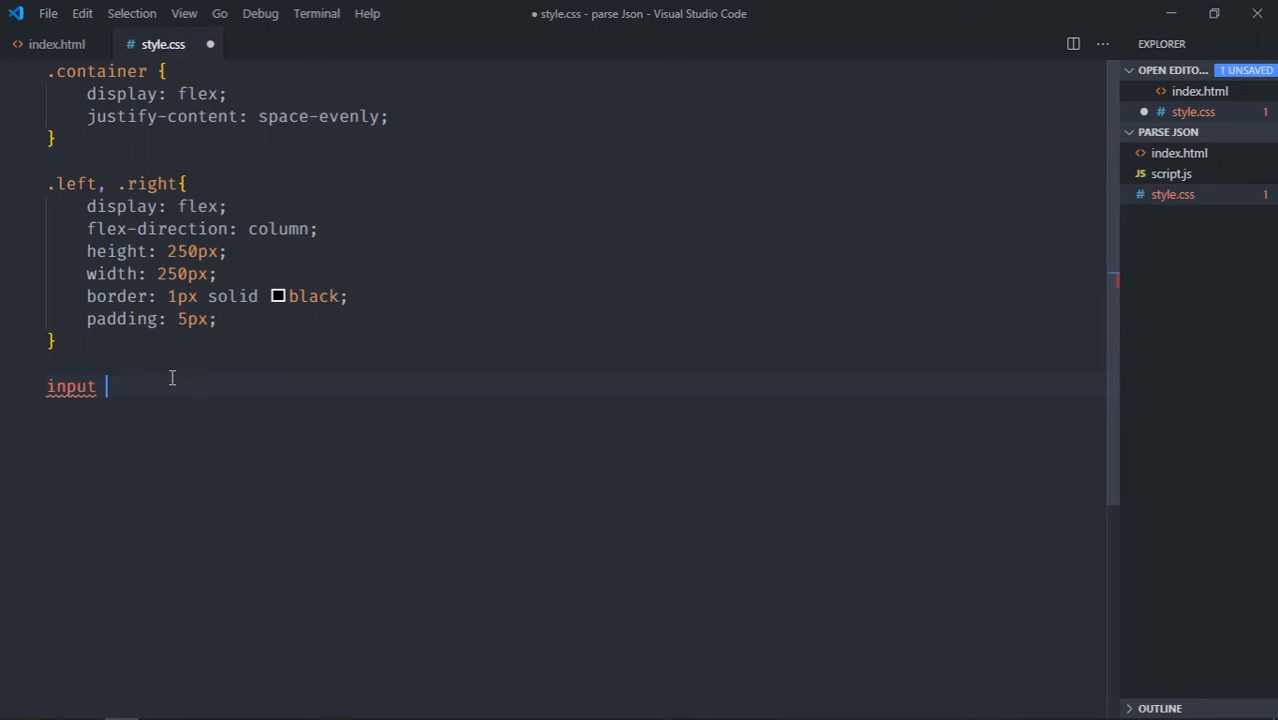 File Edit Selection View Go Debug Terminal Help
● style.css - parse Json - Visual Studio Code
<> index.html
# style.css ●
EXPLORER
.container {
display: flex;
justify-content: space-evenly;
}
.left, .right{
display: flex;
flex-direction: column;
height: 250px;
width: 250px;
border: 1px solid black;
padding: 5px;
}
input
OPEN EDITO... 1 UNSAVED
<> index.html
● # style.css 1
PARSE JSON
<> index.html
JS script.js
# style.css 1
OUTLINE